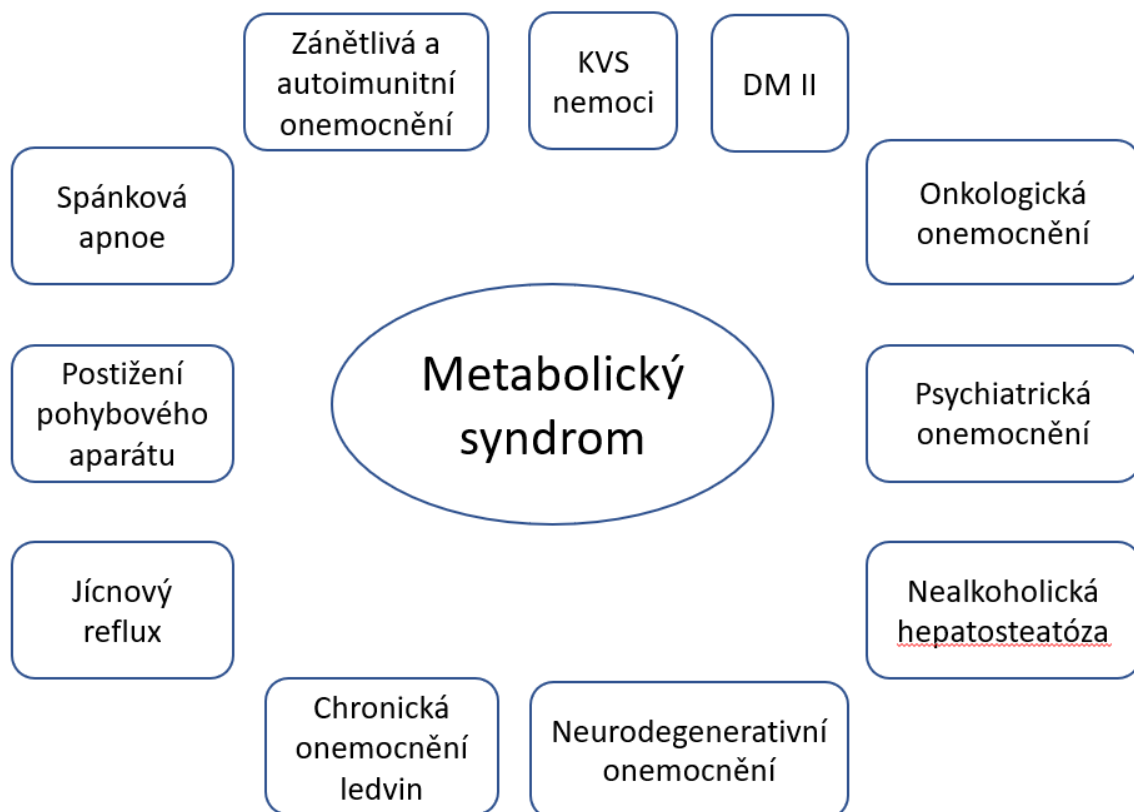 Zánětlivá a
autoimunitní
onemocnění
KVS
nemoci
DM II
Spánková
apnoe
Onkologická
onemocnění
Metabolický
syndrom
Postižení
pohybového
aparátu
Psychiatrická
onemocnění
Jícnový
reflux
Nealkoholická
hepatosteatóza
Chronická
onemocnění
ledvin
Neurodegenerativní
onemocnění